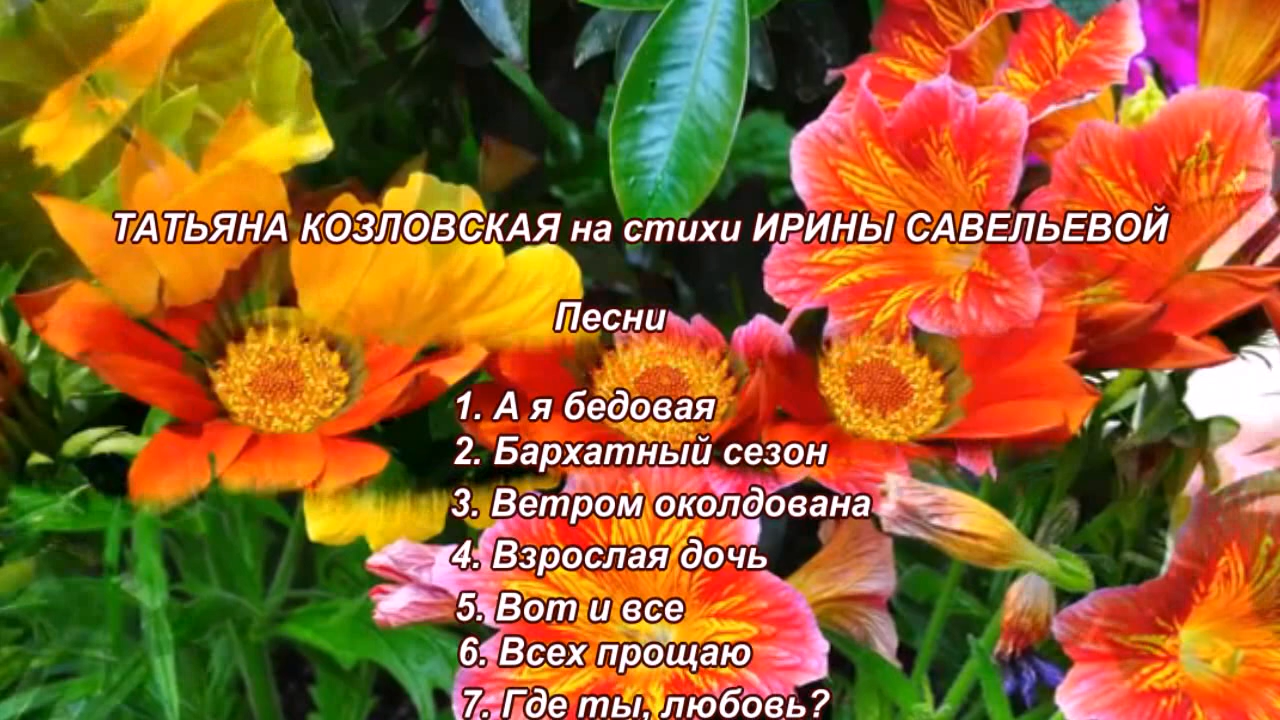 ТАТЬЯНА КОЗЛОВСКАЯ на стихи ИРИНЫ САВЕЛЬЕВОЙ
Песни
1. А я бедовая
2. Бархатный сезон
3. Ветром околдована
4. Взрослая дочь
5. Вот и все
6. Всех прощаю
7. Где ты, любовь?